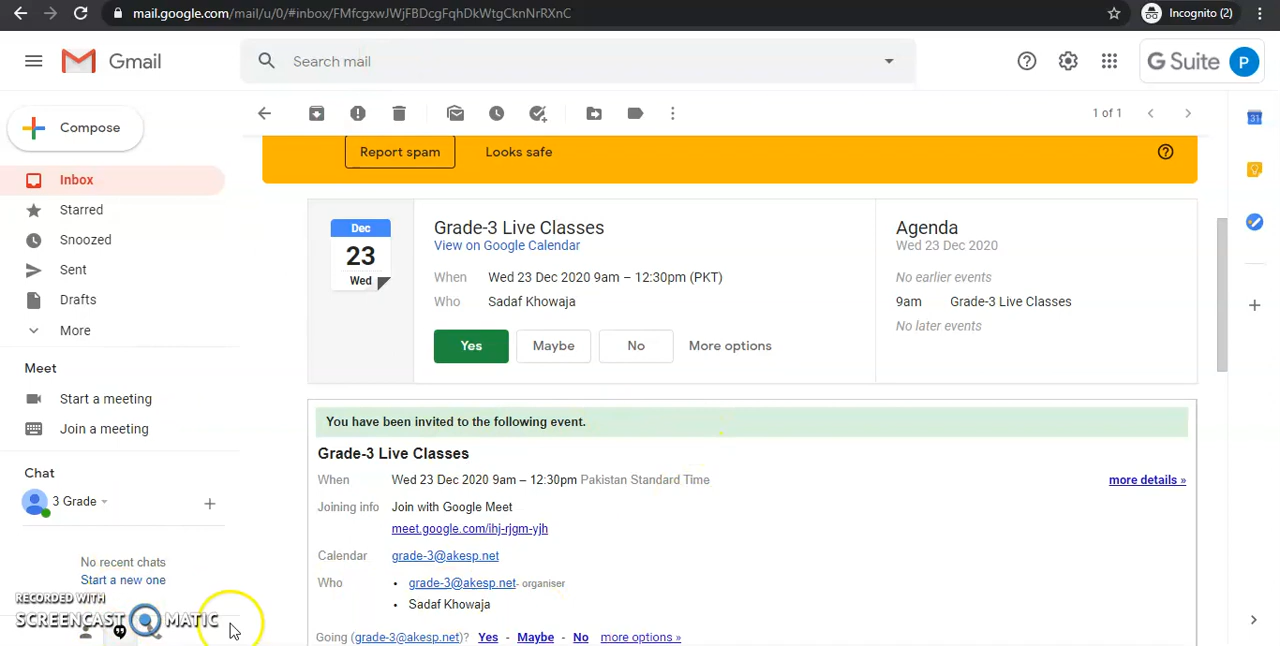 mail.google.com/mail/u/0/#inbox/FMfcgxwJWjFBDcgFqhDkWtgCknNrRXnC
Incognito (2)
Gmail
Search mail
G Suite
P
Compose
1 of 1
31
Report spam
Looks safe
Inbox
Starred
Snoozed
Sent
Drafts
More
Dec
23
Wed
Grade-3 Live Classes
View on Google Calendar
When Wed 23 Dec 2020 9am – 12:30pm (PKT)
Who Sadaf Khowaja
Yes
Maybe
No
More options
Agenda
Wed 23 Dec 2020
No earlier events
9am Grade-3 Live Classes
No later events
Meet
Start a meeting
Join a meeting
Chat
3 Grade
No recent chats
Start a new one
You have been invited to the following event.
Grade-3 Live Classes
When Wed 23 Dec 2020 9am – 12:30pm Pakistan Standard Time
more details »
Joining info Join with Google Meet
meet.google.com/ihj-rjgm-yjh
Calendar grade-3@akesp.net
Who • grade-3@akesp.net - organiser
• Sadaf Khowaja
Going (grade-3@akesp.net)? Yes - Maybe - No more options »
RECORDED WITH
SCREENCAST MATIC